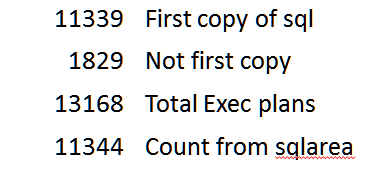 11339 First copy of sql
1829 Not first copy
13168 Total Exec plans
11344 Count from sqlarea